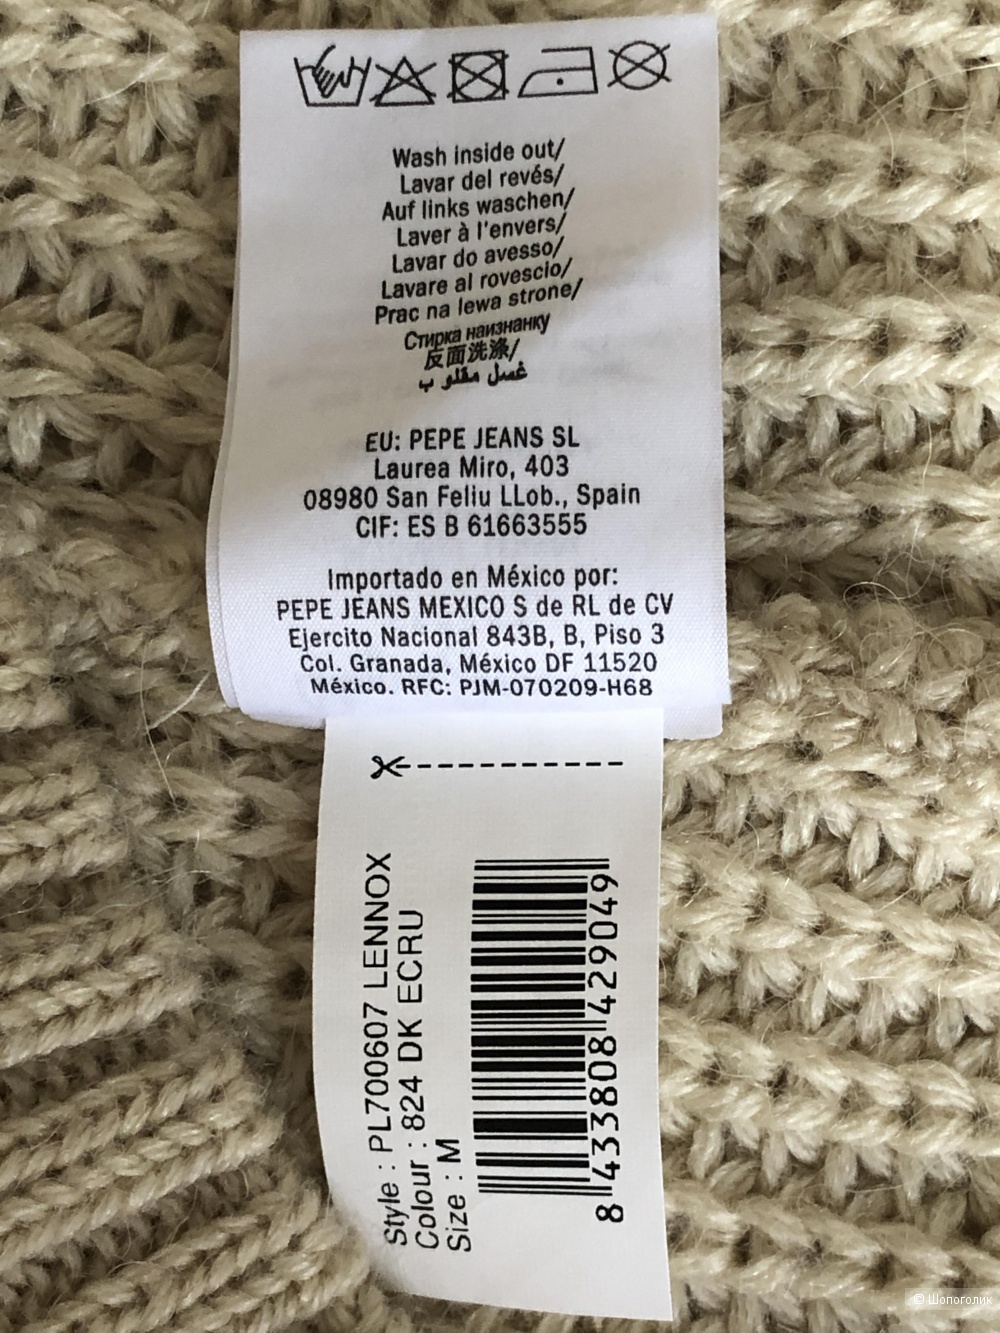 Wash inside out/
Lavar del revés/
Auf links waschen/
Laver à l'envers/
Lavar do avesso/
Lavare al rovescio/
Prac na lewa strone/
Стирка наизнанку
反面洗涤/
غسل مقلو ب
EU: PEPE JEANS SL
Laurea Miro, 403
08980 San Feliu LLob., Spain
CIF: ES B 61663555
Importado en México por:
PEPE JEANS MEXICO S de RL de CV
Ejercito Nacional 843B, B, Piso 3
Col. Granada, México DF 11520
México. RFC: PJM-070209-H68
Style : PL700607 LENNOX
Colour : 824 DK ECRU
Size : M
8 433808 429049
© Шопоголик